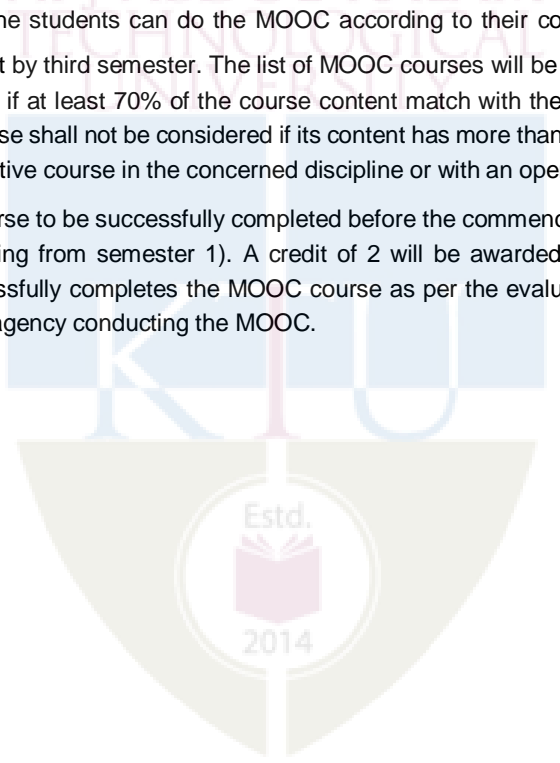 ne students can do the MOOC according to their co
TECHNOLOGICAL
t by third semester. The list of MOOC courses will be
UNIVERSITY
if at least 70% of the course content match with the
se shall not be considered if its content has more than
tive course in the concerned discipline or with an ope
rse to be successfully completed before the commenc
ing from semester 1). A credit of 2 will be awarded
ssfully completes the MOOC course as per the evalu
agency conducting the MOOC.
KTU
Estd.
2014